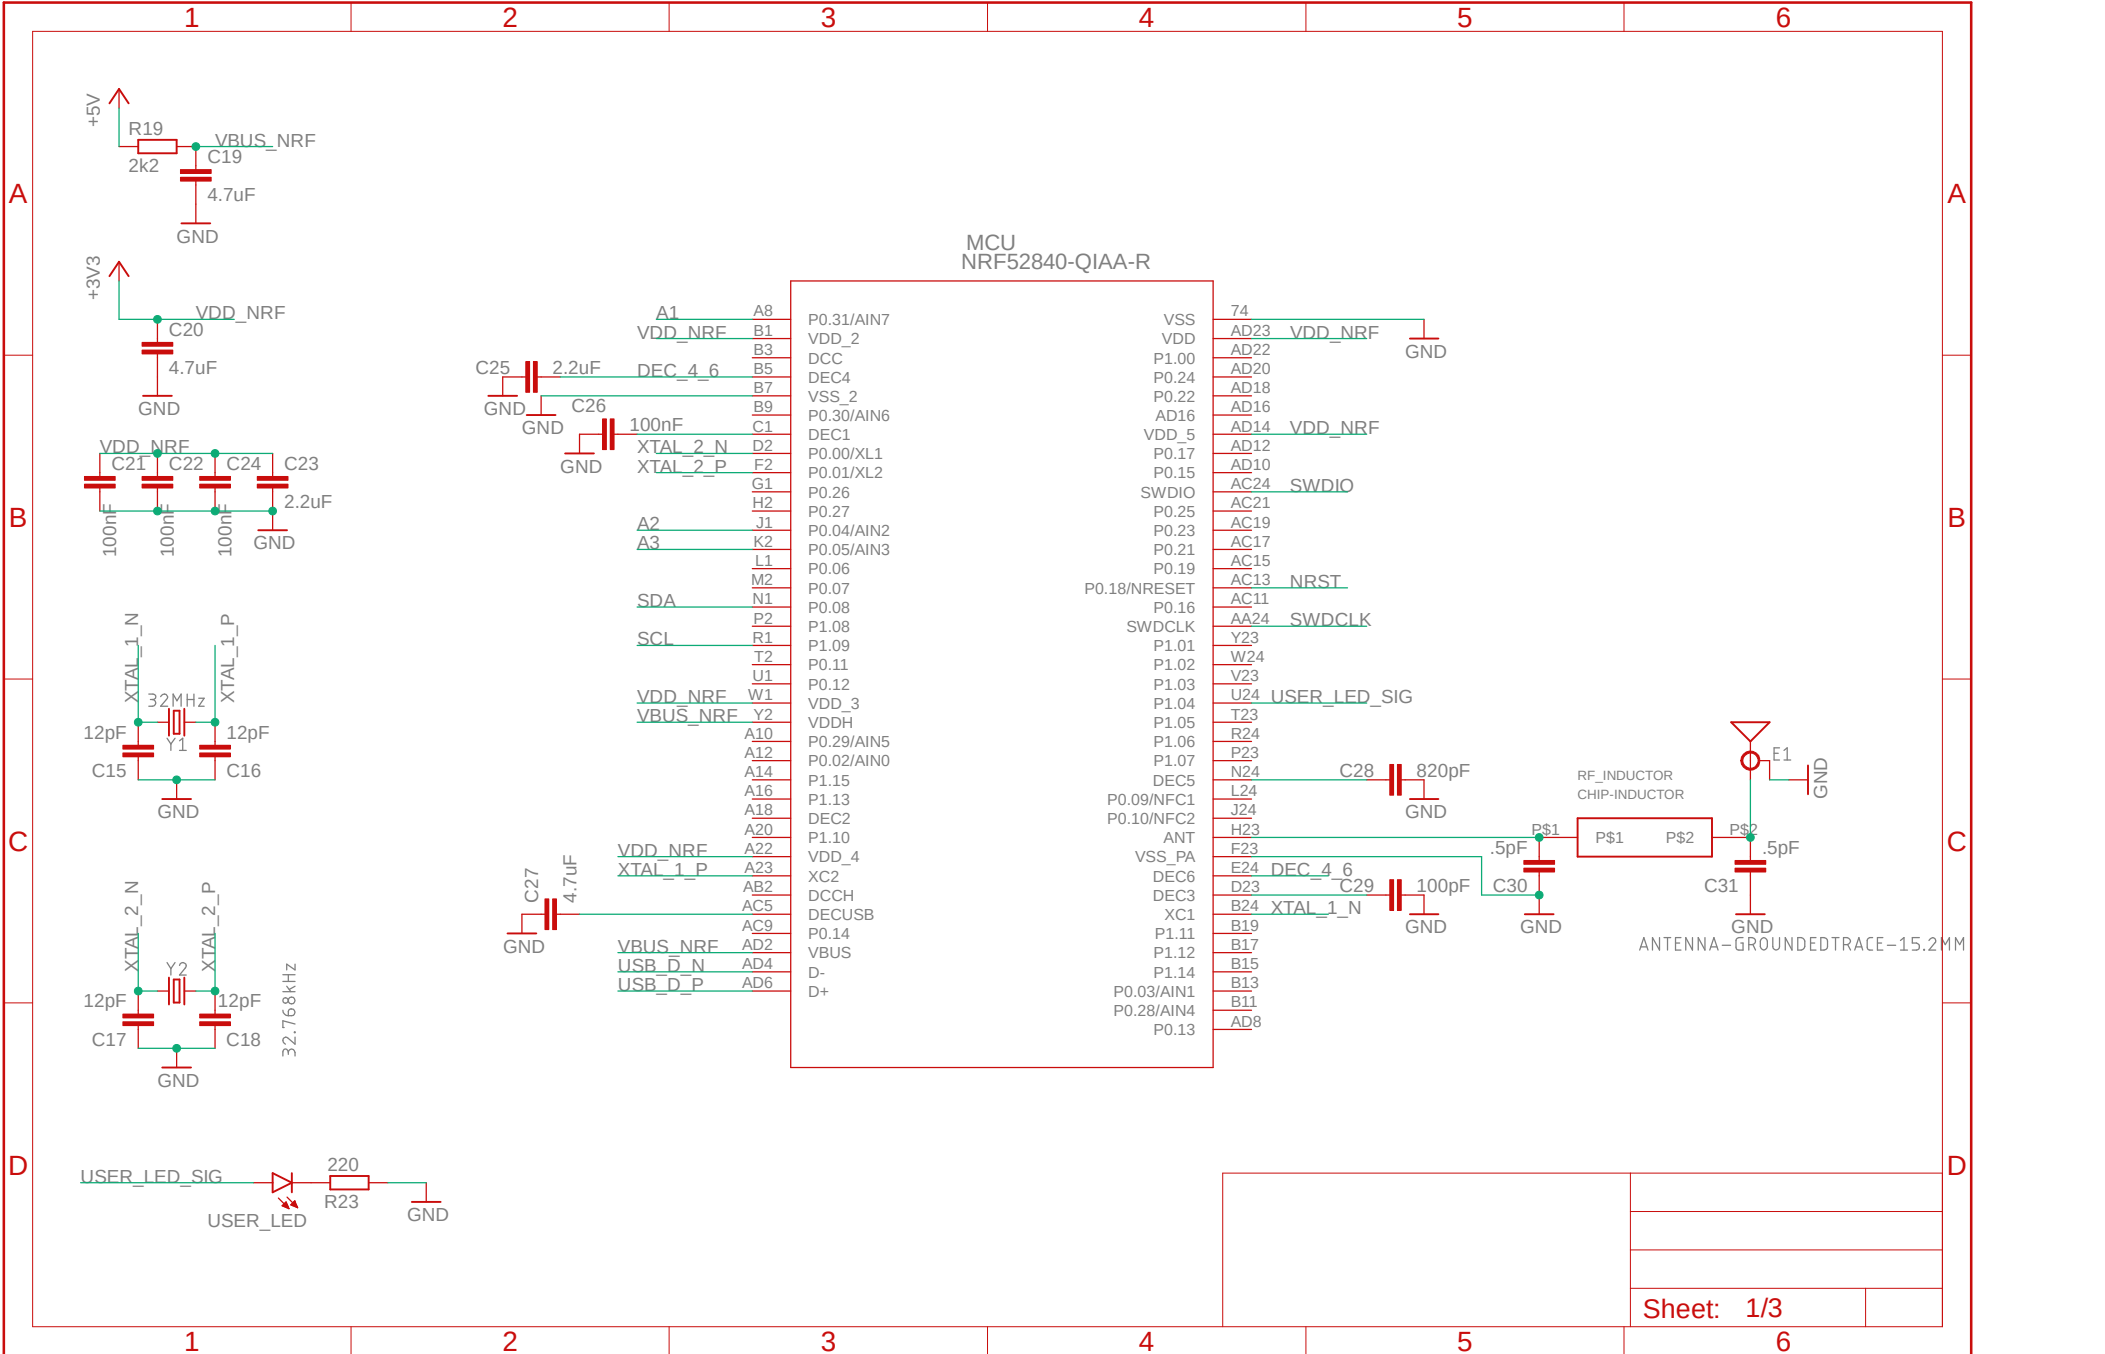 1 2 3 4 5 6
A A
B B
C C
D D
+5V
R19
2k2
VBUS_NRF
C19
4.7uF
GND
+3V3
VDD_NRF
C20
4.7uF
GND
VDD_NRF
C21 C22 C24 C23
2.2uF
100nF 100nF 100nF
GND
XTAL_1_N XTAL_1_P
32MHz
12pF Y1 12pF
C15 C16
GND
XTAL_2_N XTAL_2_P
Y2
12pF 12pF
C17 C18
32.768kHz
GND
USER_LED_SIG
USER_LED
220
R23
GND
MCU
NRF52840-QIAA-R
A1 A8 P0.31/AIN7
VDD_NRF B1 VDD_2
B3 DCC
C25 2.2uF DEC_4_6 B5 DEC4
GND
B7 VSS_2
GND
B9 P0.30/AIN6
C26 100nF C1 DEC1
GND
XTAL_2_N D2 P0.00/XL1
XTAL_2_P F2 P0.01/XL2
G1 P0.26
H2 P0.27
A2 J1 P0.04/AIN2
A3 K2 P0.05/AIN3
L1 P0.06
M2 P0.07
SDA N1 P0.08
P2 P1.08
SCL R1 P1.09
T2 P0.11
U1 P0.12
VDD_NRF W1 VDD_3
VBUS_NRF Y2 VDDH
A10 P0.29/AIN5
A12 P0.02/AIN0
A14 P1.15
A16 P1.13
A18 DEC2
A20 P1.10
VDD_NRF A22 VDD_4
XTAL_1_P A23 XC2
AB2 DCCH
C27 4.7uF AC5 DECUSB
GND
AC9 P0.14
VBUS_NRF AD2 VBUS
USB_D_N AD4 D-
USB_D_P AD6 D+
VSS 74
GND
VDD AD23 VDD_NRF
P1.00 AD22
P0.24 AD20
P0.22 AD18
AD16 AD16
VDD_5 AD14 VDD_NRF
P0.17 AD12
P0.15 AD10
SWDIO AC24 SWDIO
P0.25 AC21
P0.23 AC19
P0.21 AC17
P0.19 AC15
P0.18/NRESET AC13 NRST
P0.16 AC11
SWDCLK AA24 SWDCLK
P1.01 Y23
P1.02 W24
P1.03 V23
P1.04 U24 USER_LED_SIG
P1.05 T23
P1.06 R24
P1.07 P23
DEC5 N24 C28 820pF
GND
P0.09/NFC1 L24
P0.10/NFC2 J24
ANT H23
VSS_PA F23
DEC6 E24 DEC_4_6
DEC3 D23 C29 100pF
GND
XC1 B24 XTAL_1_N
P1.11 B19
P1.12 B17
P1.14 B15
P0.03/AIN1 B13
P0.28/AIN4 B11
P0.13 AD8
RF_INDUCTOR
CHIP-INDUCTOR
P$1 P$1 P$2 P$2
.5pF
C30
GND
.5pF
C31
GND
E1
GND
ANTENNA-GROUNDEDTRACE-15.2MM
Sheet: 1/3
1 2 3 4 5 6